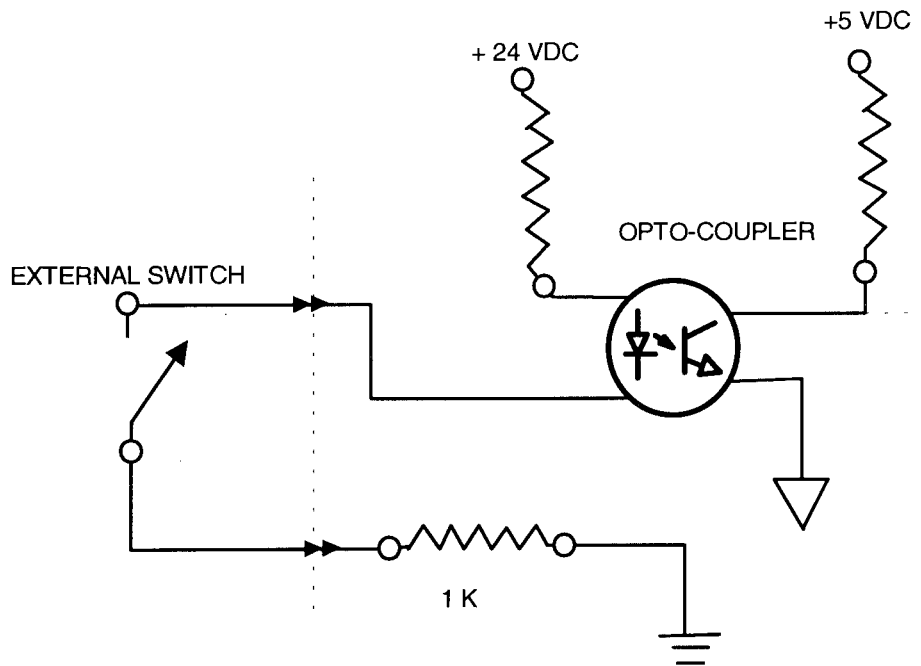 +5 VDC
+ 24 VDC
OPTO-COUPLER
EXTERNAL SWITCH
1 K